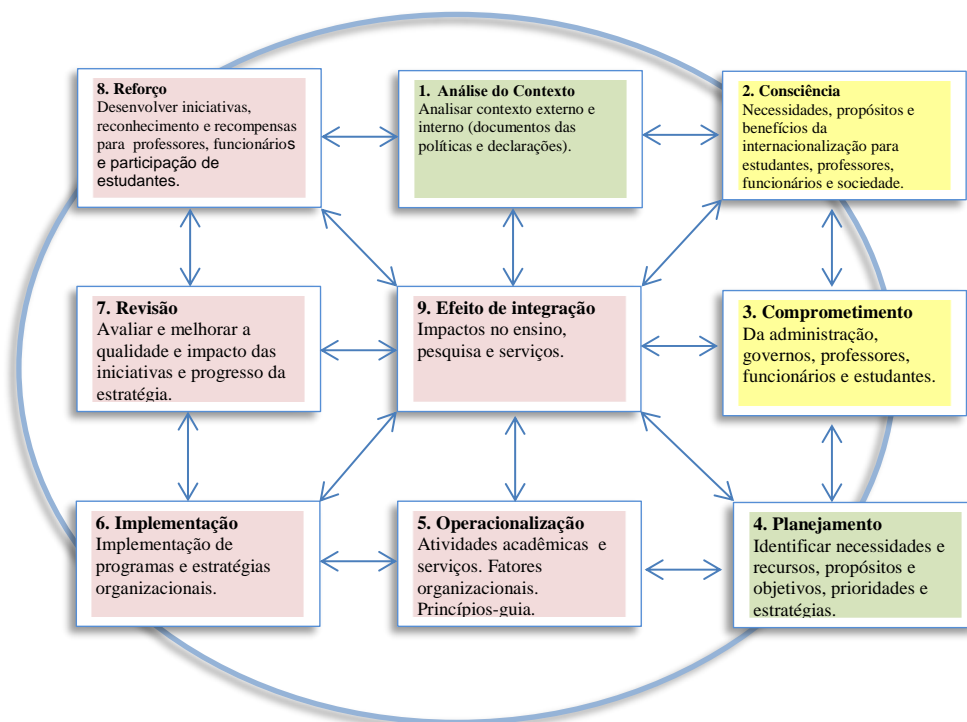 8. Reforço
Desenvolver iniciativas,
reconhecimento e recompensas
para professores, funcionários
e participação de
estudantes.
1. Análise do Contexto
Analisar contexto externo e
interno (documentos das
políticas e declarações).
2. Consciência
Necessidades, propósitos e
benefícios da
internacionalização para
estudantes, professores,
funcionários e sociedade.
7. Revisão
Avaliar e melhorar a
qualidade e impacto das
iniciativas e progresso da
estratégia.
9. Efeito de integração
Impactos no ensino,
pesquisa e serviços.
3. Comprometimento
Da administração,
governos, professores,
funcionários e estudantes.
6. Implementação
Implementação de
programas e estratégias
organizacionais.
5. Operacionalização
Atividades acadêmicas e
serviços. Fatores
organizacionais.
Princípios-guia.
4. Planejamento
Identificar necessidades e
recursos, propósitos e
objetivos, prioridades e
estratégias.